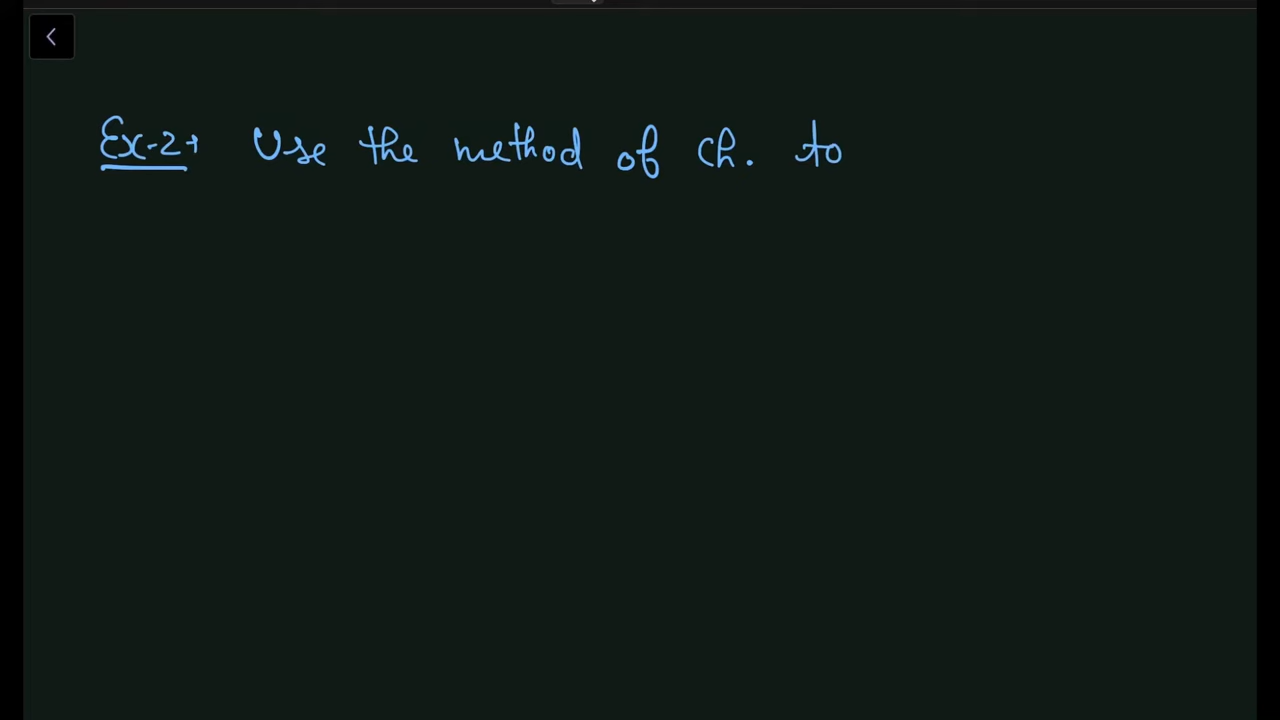 Ex-2→ Use the method of ch. to